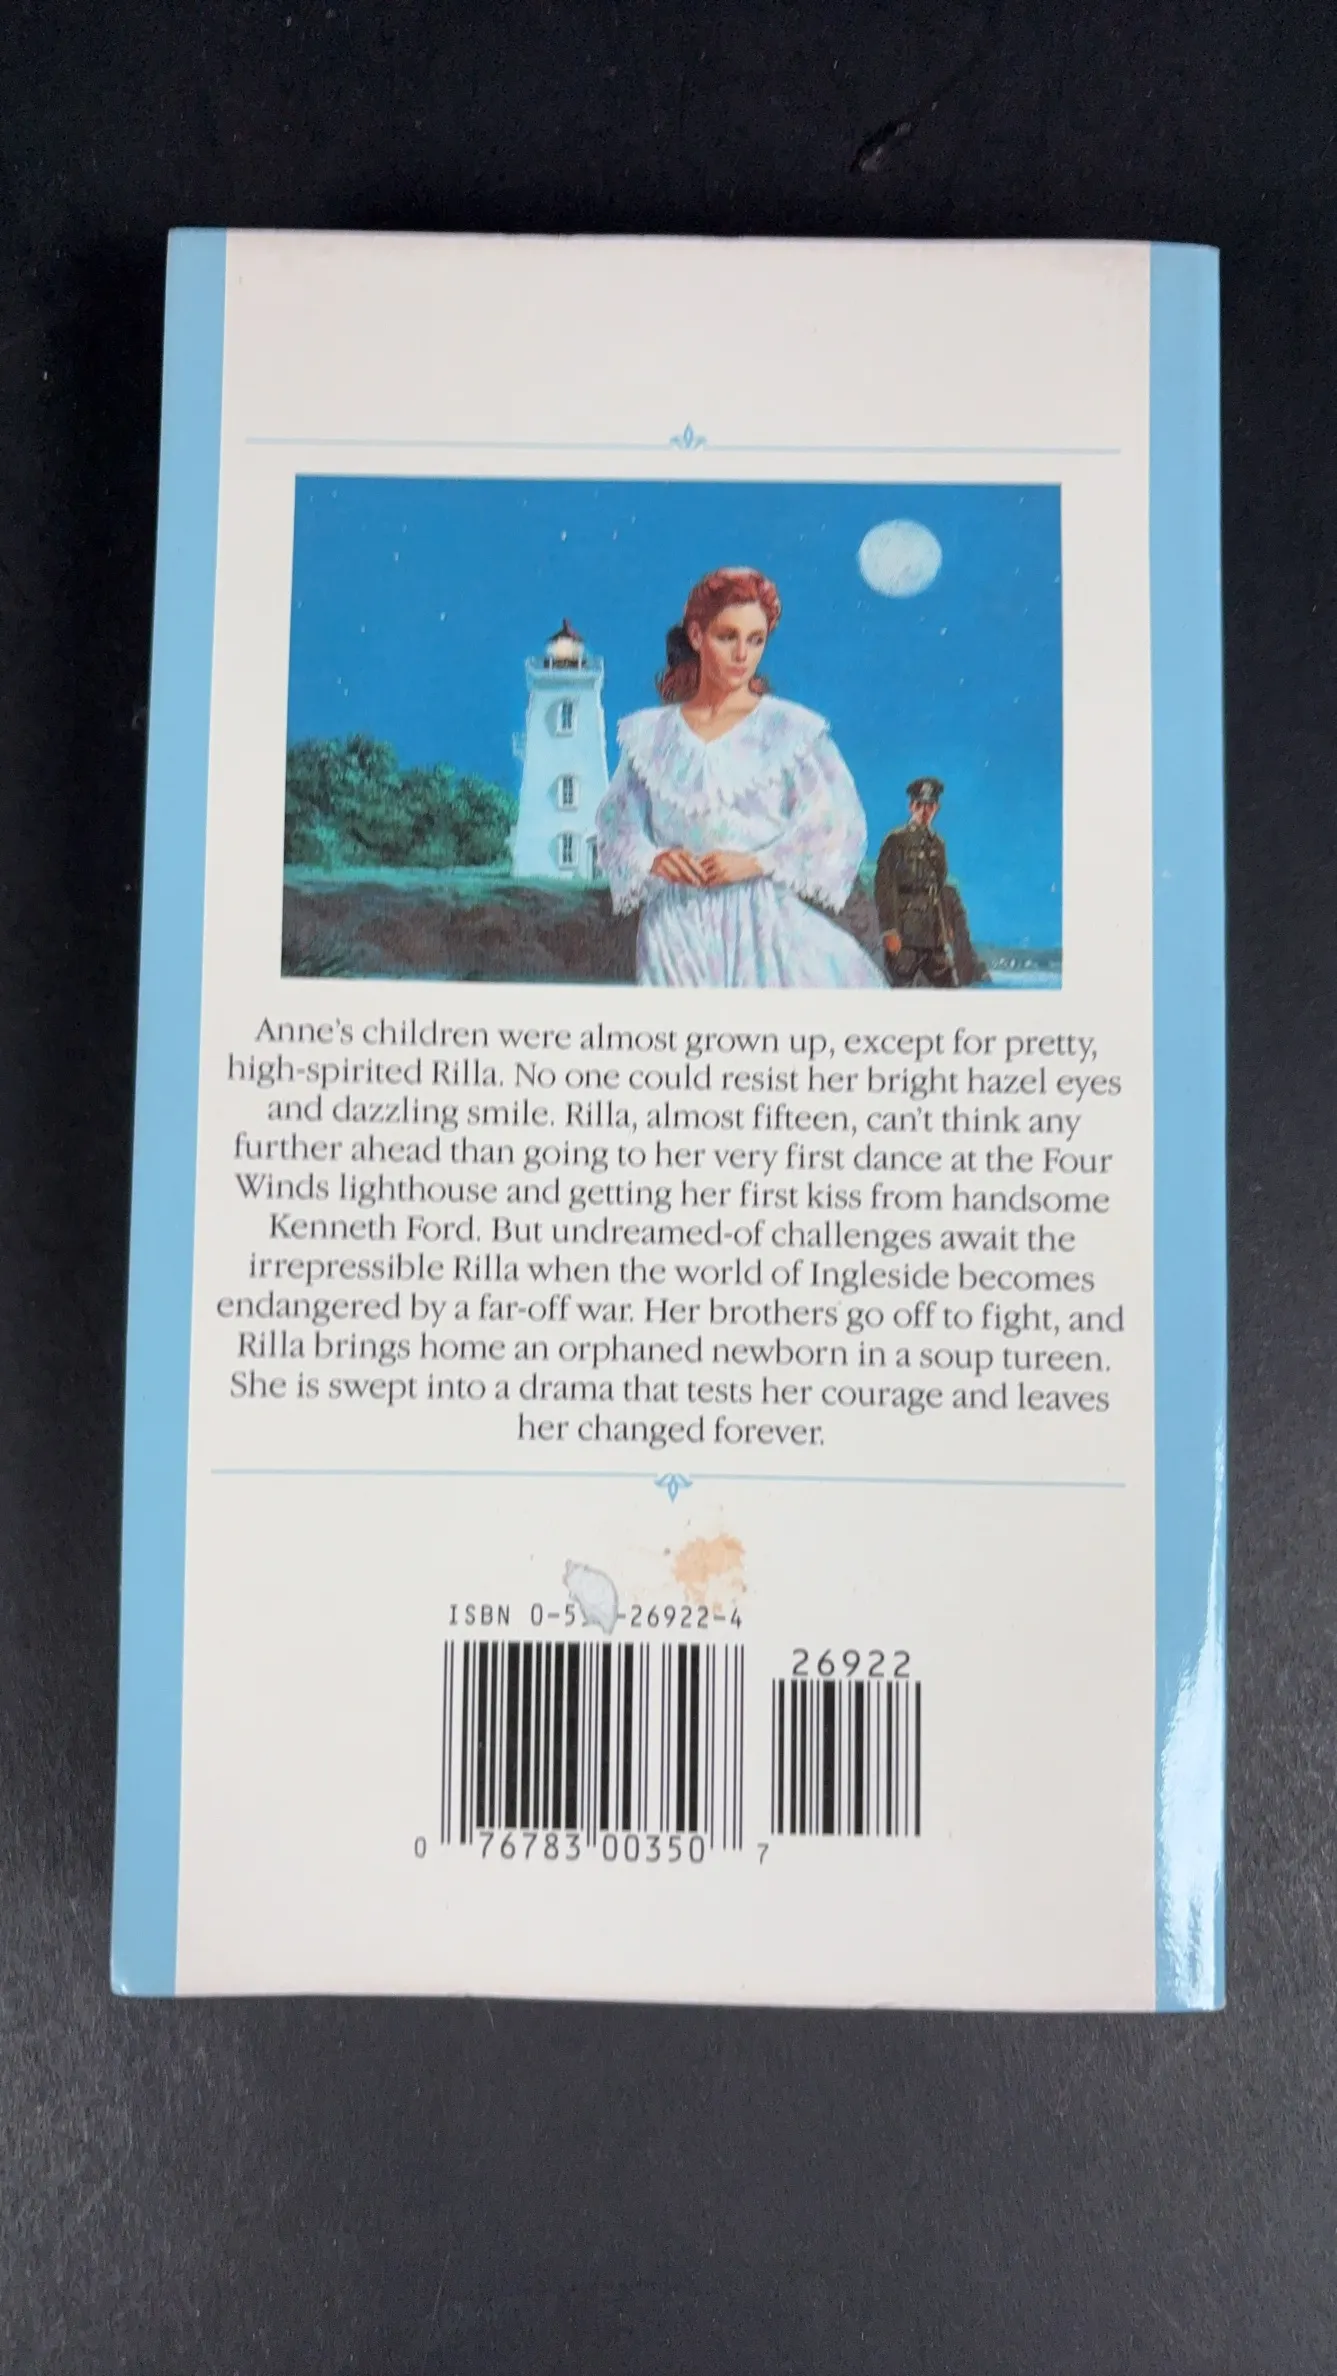 Anne's children were almost grown up, except for pretty,
high-spirited Rilla. No one could resist her bright hazel eyes
and dazzling smile. Rilla, almost fifteen, can't think any
further ahead than going to her very first dance at the Four
Winds lighthouse and getting her first kiss from handsome
Kenneth Ford. But undreamed-of challenges await the
irrepressible Rilla when the world of Ingleside becomes
endangered by a far-off war. Her brothers go off to fight, and
Rilla brings home an orphaned newborn in a soup tureen.
She is swept into a drama that tests her courage and leaves
her changed forever.
ISBN 0-5 -26922-4
26922
0 76783 00350 7